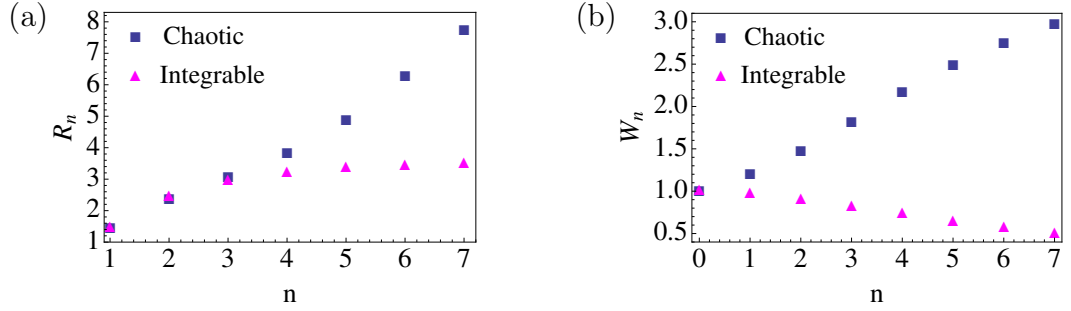 (a)
8
7
6
5
4
3
2
1
R_n
Chaotic
Integrable
1 2 3 4 5 6 7
n
(b)
3.0
2.5
2.0
1.5
1.0
0.5
W_n
Chaotic
Integrable
0 1 2 3 4 5 6 7
n